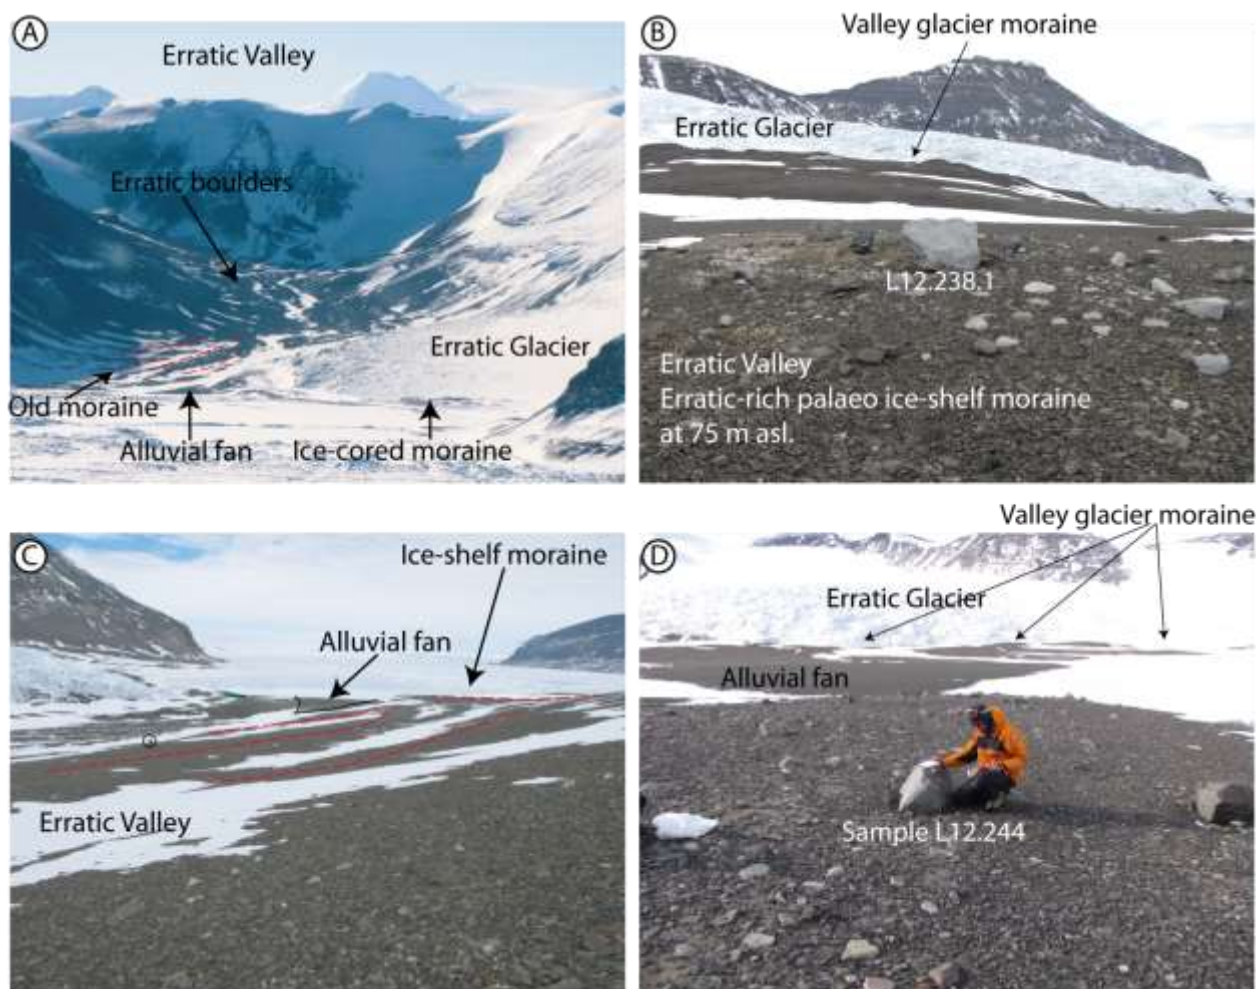 A
Erratic Valley
Erratic boulders
Erratic Glacier
Old moraine
Alluvial fan
Ice-cored moraine
B
Valley glacier moraine
Erratic Glacier
L12.238.1
Erratic Valley
Erratic-rich palaeo ice-shelf moraine
at 75 m asl.
C
Ice-shelf moraine
Alluvial fan
Erratic Valley
D
Valley glacier moraine
Erratic Glacier
Alluvial fan
Sample L12.244